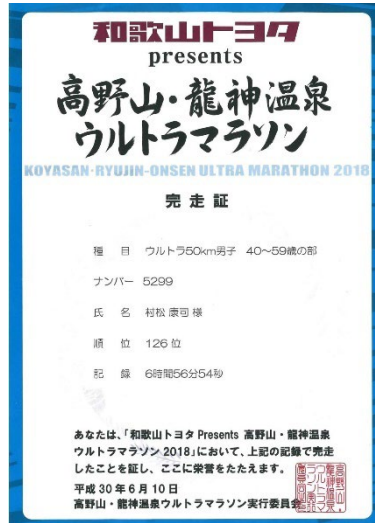 和歌山トヨタ
presents
高野山・龍神温泉
ウルトラマラソン
KOYASAN・RYUJIN-ONSEN ULTRA MARATHON 2018
完走証
種　目　ウルトラ50km男子　40〜59歳の部
ナンバー　5299
氏　名　村松 康司 様
順　位　126 位
記　録　6時間56分54秒
あなたは、「和歌山トヨタ Presents 高野山・龍神温泉
ウルトラマラソン 2018」において、上記の記録で完走
したことを証し、ここに栄誉をたたえます。
平成 30 年 6 月 10 日
高野山・龍神温泉ウルトラマラソン実行委員会